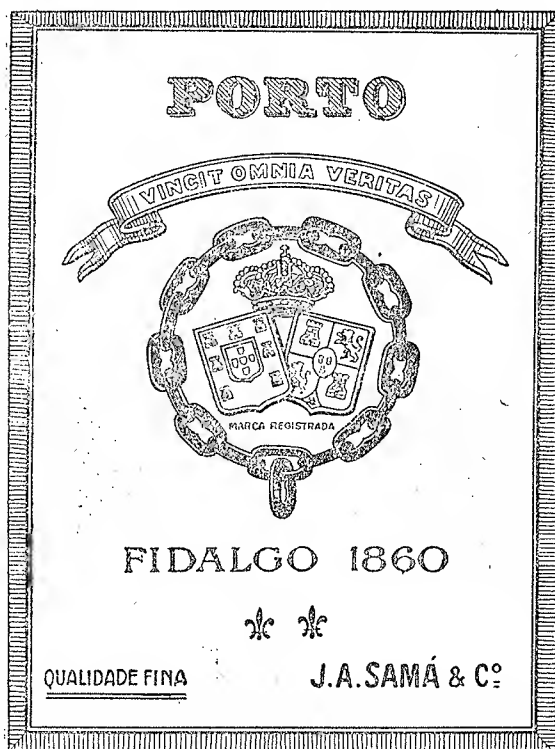 PORTO
VINCIT OMNIA VERITAS
MARCA REGISTRADA
FIDALGO 1860
QUALIDADE FINA
J.A.SAMÁ & Cº